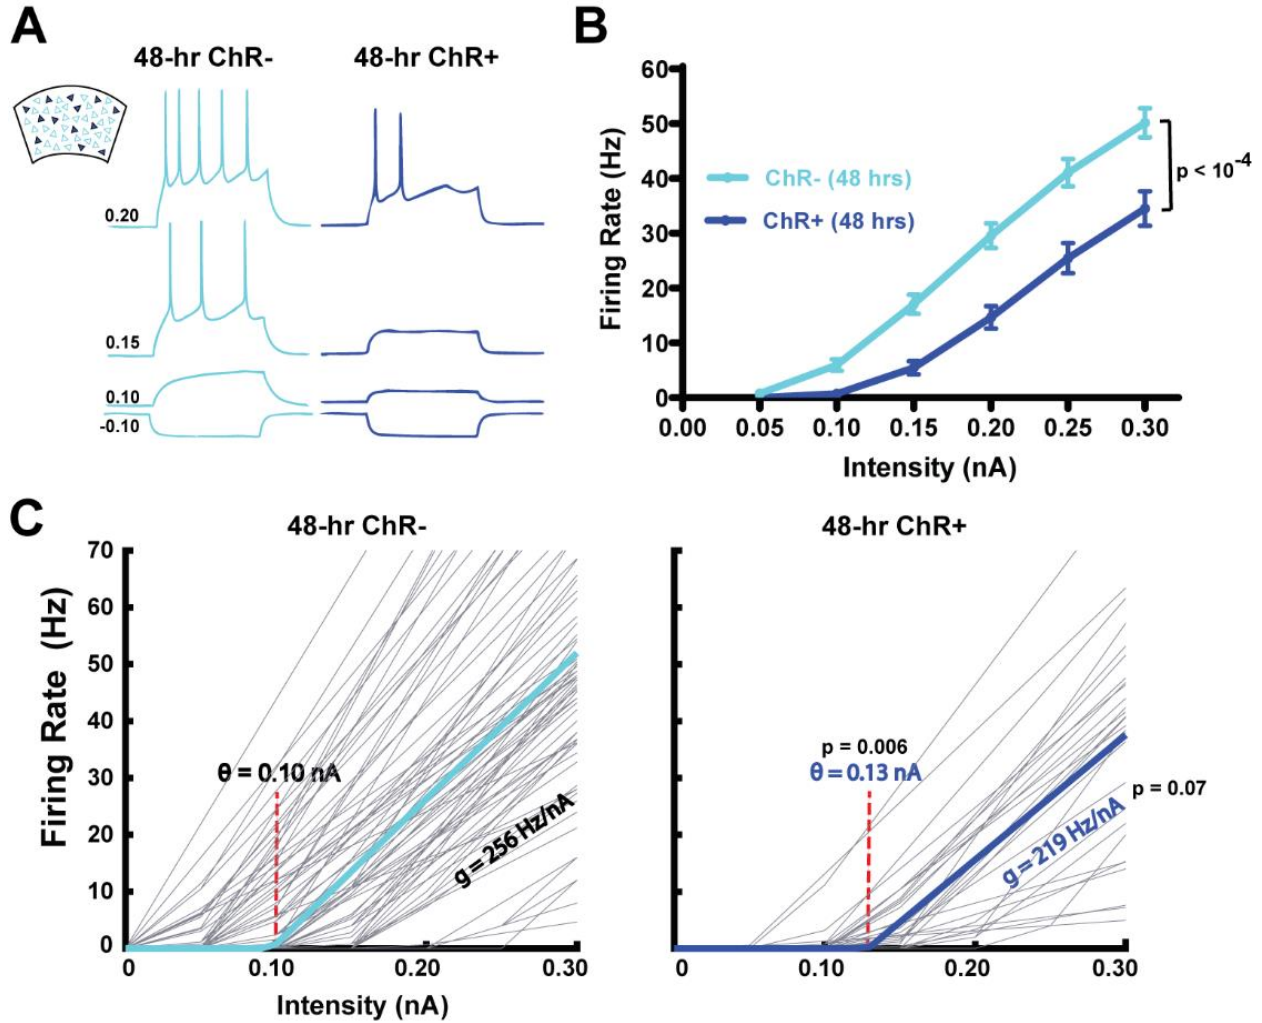 A
48-hr ChR-
48-hr ChR+
0.20
0.15
0.10
-0.10
B
60
50
40
30
20
10
0
Firing Rate (Hz)
ChR- (48 hrs)
ChR+ (48 hrs)
p < 10⁻⁴
0.00 0.05 0.10 0.15 0.20 0.25 0.30
Intensity (nA)
C
48-hr ChR-
70
60
50
40
30
20
10
0
Firing Rate (Hz)
θ = 0.10 nA
g = 256 Hz/nA
0 0.10 0.20 0.30
Intensity (nA)
48-hr ChR+
p = 0.006
θ = 0.13 nA
p = 0.07
g = 219 Hz/nA
0 0.10 0.20 0.30